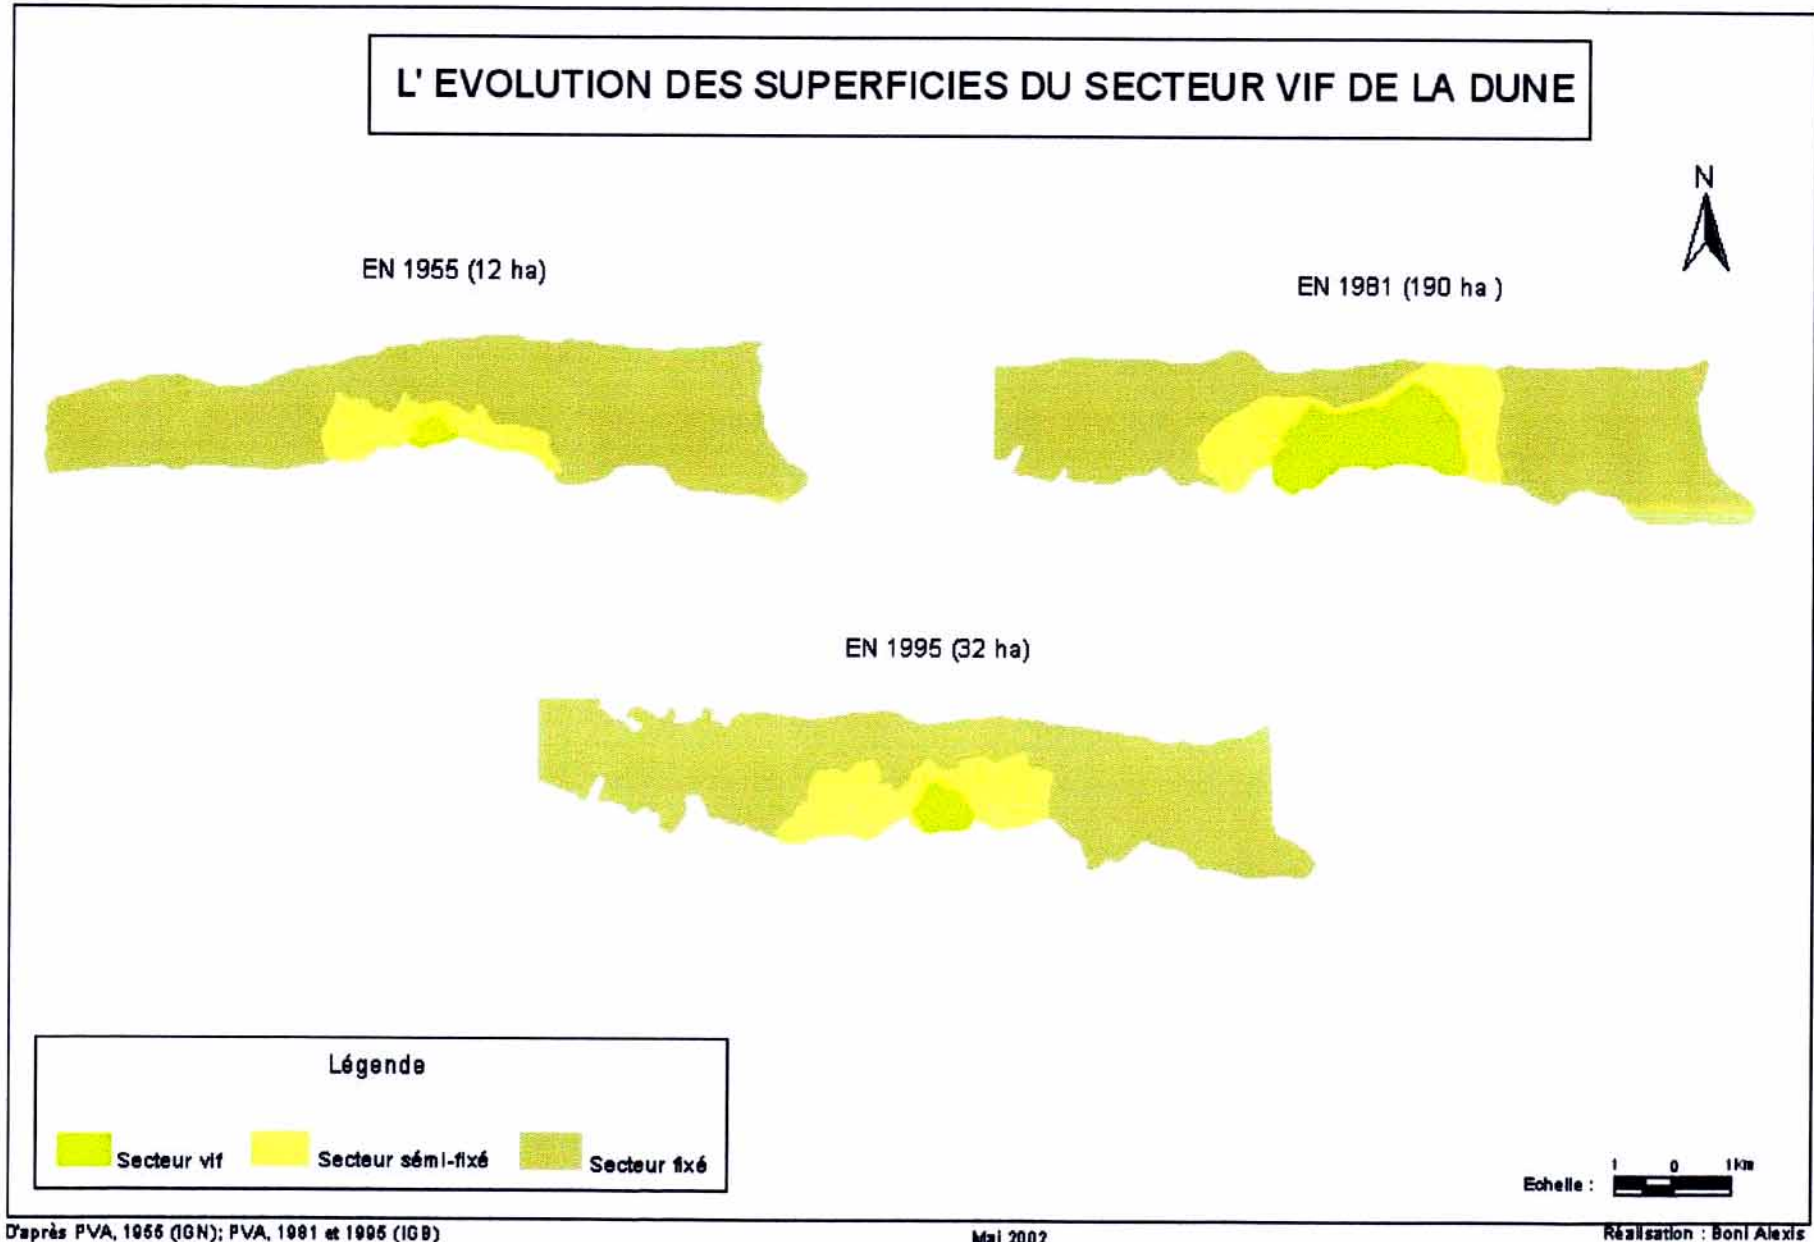 L' EVOLUTION DES SUPERFICIES DU SECTEUR VIF DE LA DUNE
N
EN 1955 (12 ha)
EN 1981 (190 ha )
EN 1995 (32 ha)
Légende
Secteur vif
Secteur sémi-fixé
Secteur fixé
1 0 1 km
Echelle :
D'après PVA, 1955 (IGN); PVA, 1981 et 1995 (IGB)
Mai 2002
Réalisation : Boni Alexis